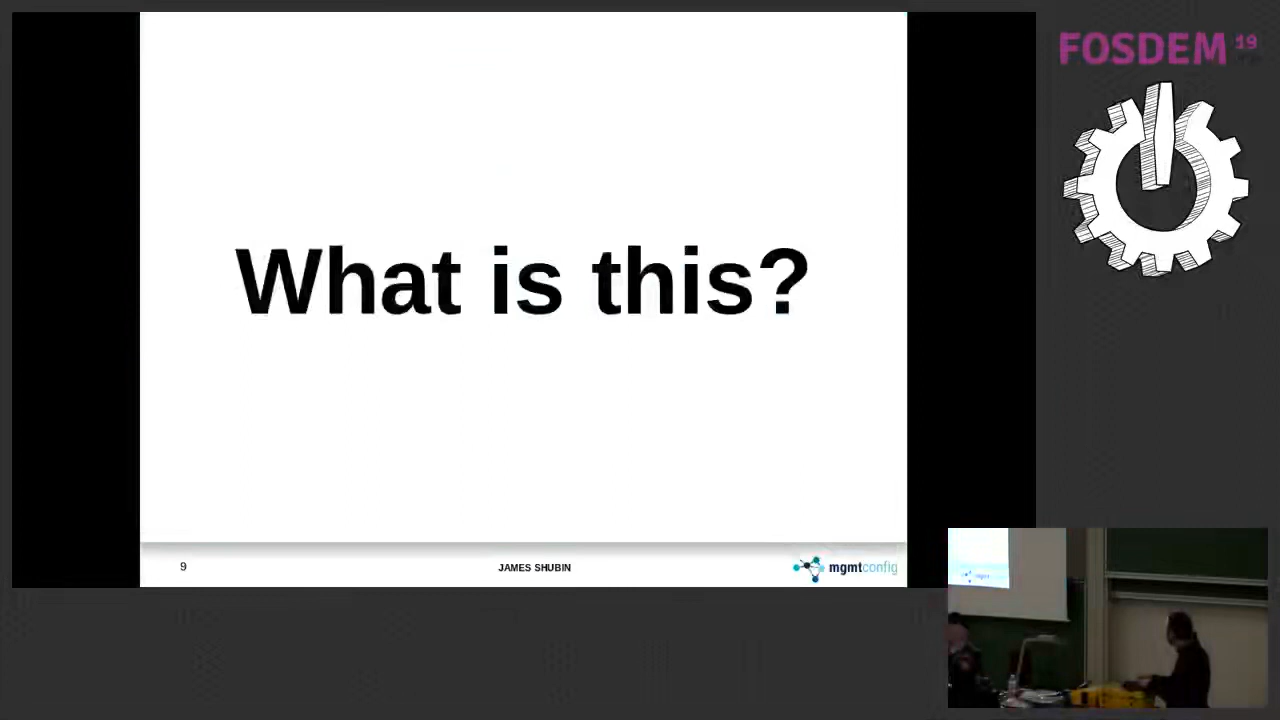 FOSDEM 19
What is this?
9
JAMES SHUBIN
mgmtconfig